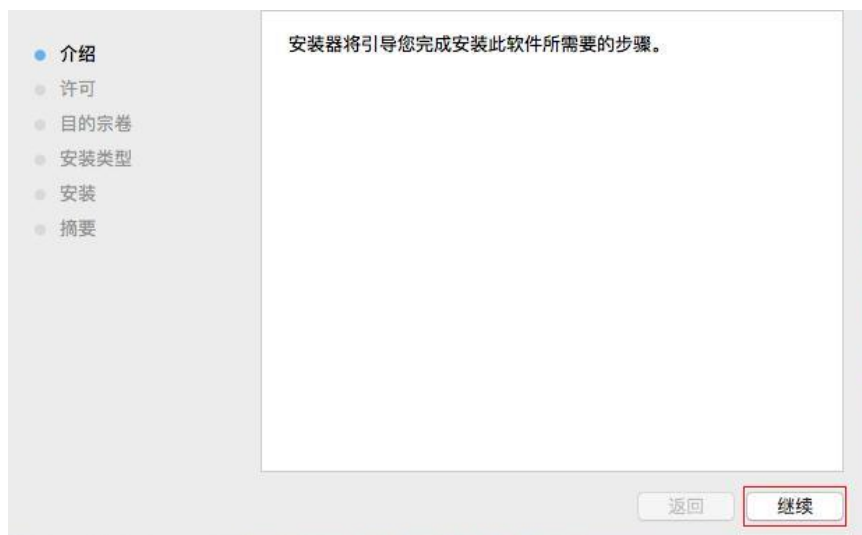 介绍
许可
目的宗卷
安装类型
安装
摘要
安装器将引导您完成安装此软件所需要的步骤。
返回
继续